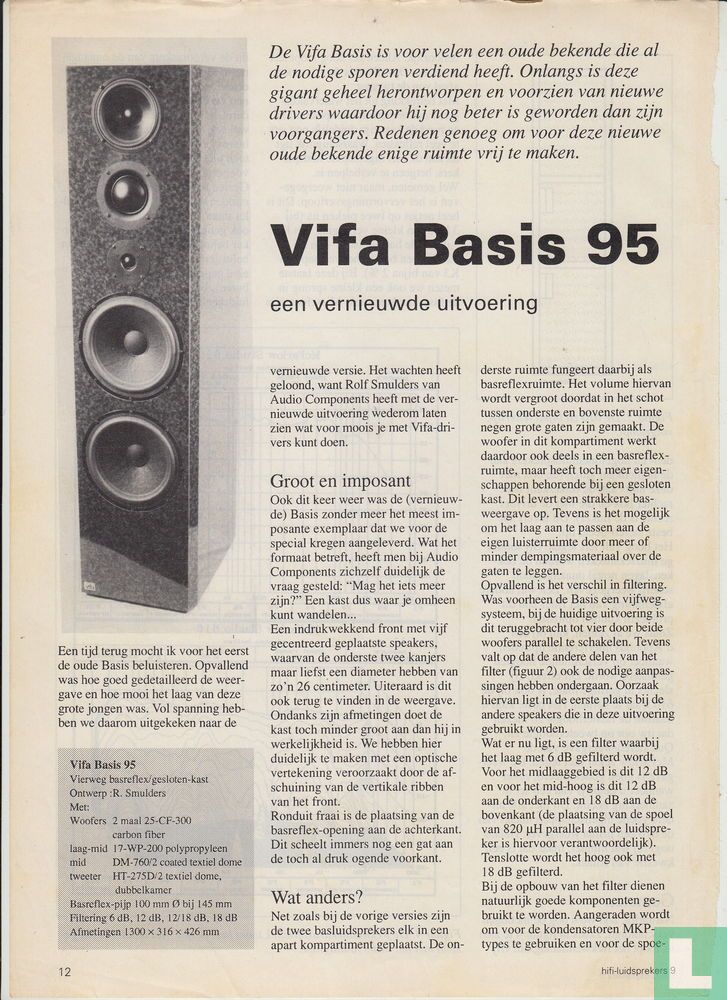 De Vifa Basis is voor velen een oude bekende die al
de nodige sporen verdiend heeft. Onlangs is deze
gigant geheel herontworpen en voorzien van nieuwe
drivers waardoor hij nog beter is geworden dan zijn
voorgangers. Redenen genoeg om voor deze nieuwe
oude bekende enige ruimte vrij te maken.
Vifa Basis 95
een vernieuwde uitvoering
Een tijd terug mocht ik voor het eerst
de oude Basis beluisteren. Opvallend
was hoe goed gedetailleerd de weer-
gave en hoe mooi het laag van deze
grote jongen was. Vol spanning heb-
ben we daarom uitgekeken naar de
vernieuwde versie. Het wachten heeft
geloond, want Rolf Smulders van
Audio Components heeft met de ver-
nieuwde uitvoering wederom laten
zien wat voor moois je met Vifa-dri-
vers kunt doen.
Groot en imposant
Ook dit keer weer was de (vernieuw-
de) Basis zonder meer het meest im-
posante exemplaar dat we voor de
special kregen aangeleverd. Wat het
formaat betreft, heeft men bij Audio
Components zichzelf duidelijk de
vraag gesteld: “Mag het iets meer
zijn?” Een kast dus waar je omheen
kunt wandelen...
Een indrukwekkend front met vijf
gecentreerd geplaatste speakers,
waarvan de onderste twee kanjers
maar liefst een diameter hebben van
zo’n 26 centimeter. Uiteraard is dit
ook terug te vinden in de weergave.
Ondanks zijn afmetingen doet de
kast toch minder groot aan dan hij in
werkelijkheid is. We hebben hier
duidelijk te maken met een optische
vertekening veroorzaakt door de af-
schuining van de vertikale ribben
van het front.
Ronduit fraai is de plaatsing van de
basreflex-opening aan de achterkant.
Dit scheelt immers nog een gat aan
de toch al druk ogende voorkant.
Wat anders?
Net zoals bij de vorige versies zijn
de twee basluidsprekers elk in een
apart kompartiment geplaatst. De on-
derste ruimte fungeert daarbij als
basreflexruimte. Het volume hiervan
wordt vergroot doordat in het schot
tussen onderste en bovenste ruimte
negen grote gaten zijn gemaakt. De
woofer in dit kompartiment werkt
daardoor ook deels in een basreflex-
ruimte, maar heeft toch meer eigen-
schappen behorende bij een gesloten
kast. Dit levert een strakkere bas-
weergave op. Tevens is het mogelijk
om het laag aan te passen aan de
eigen luisterruimte door meer of
minder dempingsmateriaal over de
gaten te leggen.
Opvallend is het verschil in filtering.
Was voorheen de Basis een vijfweg-
systeem, bij de huidige uitvoering is
dit teruggebracht tot vier door beide
woofers parallel te schakelen. Tevens
valt op dat de andere delen van het
filter (figuur 2) ook de nodige aanpas-
singen hebben ondergaan. Oorzaak
hiervan ligt in de eerste plaats bij de
andere speakers die in deze uitvoering
gebruikt worden.
Wat er nu ligt, is een filter waarbij
het laag met 6 dB gefilterd wordt.
Voor het midlaaggebied is dit 12 dB
en voor het mid-hoog is dit 12 dB
aan de onderkant en 18 dB aan de
bovenkant (de plaatsing van de spoel
van 820 µH parallel aan de luidspre-
ker is hiervoor verantwoordelijk).
Tenslotte wordt het hoog ook met
18 dB gefilterd.
Bij de opbouw van het filter dienen
natuurlijk goede komponenten ge-
bruikt te worden. Aangeraden wordt
om voor de kondensatoren MKP-
types te gebruiken en voor de spoe-
Vifa Basis 95
Vierweg basreflex/gesloten-kast
Ontwerp :R. Smulders
Met:
Woofers 2 maal 25-CF-300
carbon fiber
laag-mid 17-WP-200 polypropyleen
mid DM-760/2 coated textiel dome
tweeter HT-275D/2 textiel dome,
dubbelkamer
Basreflex-pijp 100 mm Ø bij 145 mm
Filtering 6 dB, 12 dB, 12/18 dB, 18 dB
Afmetingen 1300 × 316 × 426 mm
12
hifi-luidsprekers 9
L